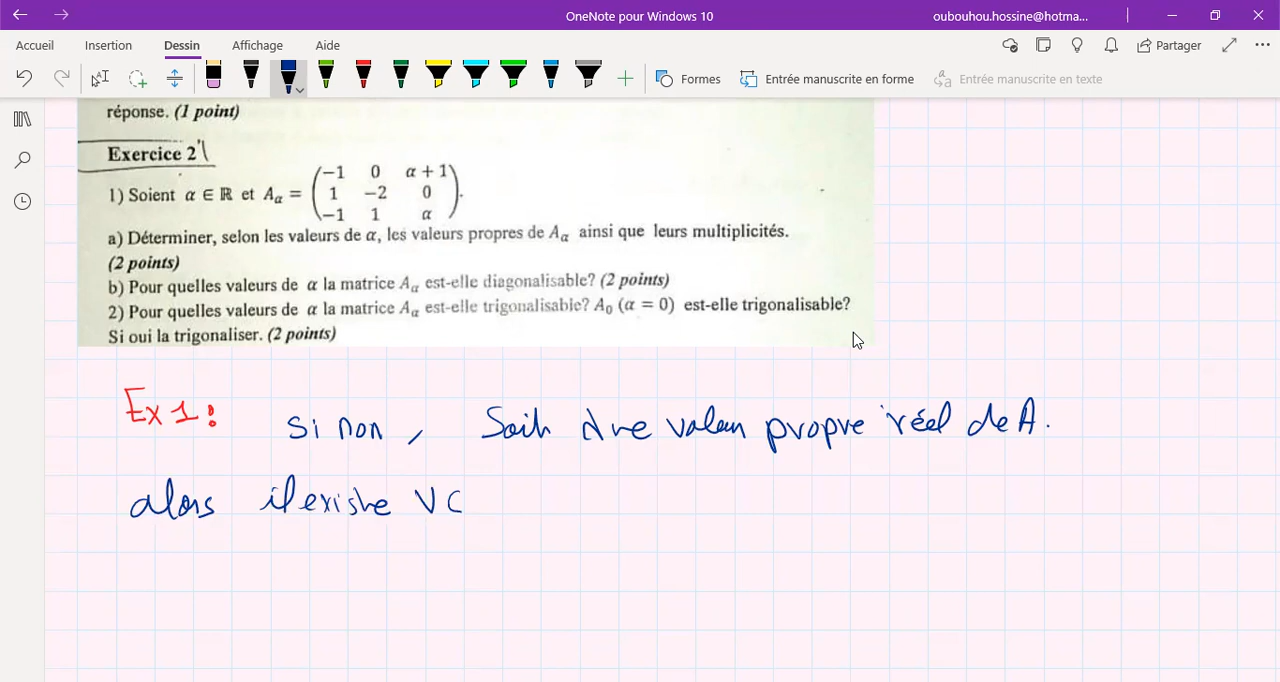 OneNote pour Windows 10
oubouhou.hossine@hotma...
Accueil Insertion Dessin Affichage Aide
Partager
Formes Entrée manuscrite en forme Entrée manuscrite en texte
réponse. (1 point)
Exercice 2
1) Soient α ∈ ℝ et Aα = (−1 0 α + 1
1 −2 0
−1 1 α).
a) Déterminer, selon les valeurs de α, les valeurs propres de Aα ainsi que leurs multiplicités.
(2 points)
b) Pour quelles valeurs de α la matrice Aα est-elle diagonalisable? (2 points)
2) Pour quelles valeurs de α la matrice Aα est-elle trigonalisable? A0 (α = 0) est-elle trigonalisable?
Si oui la trigonaliser. (2 points)
Ex 1 : Si non, Soit λ une valeur propre réel de A.
alors il existe V C